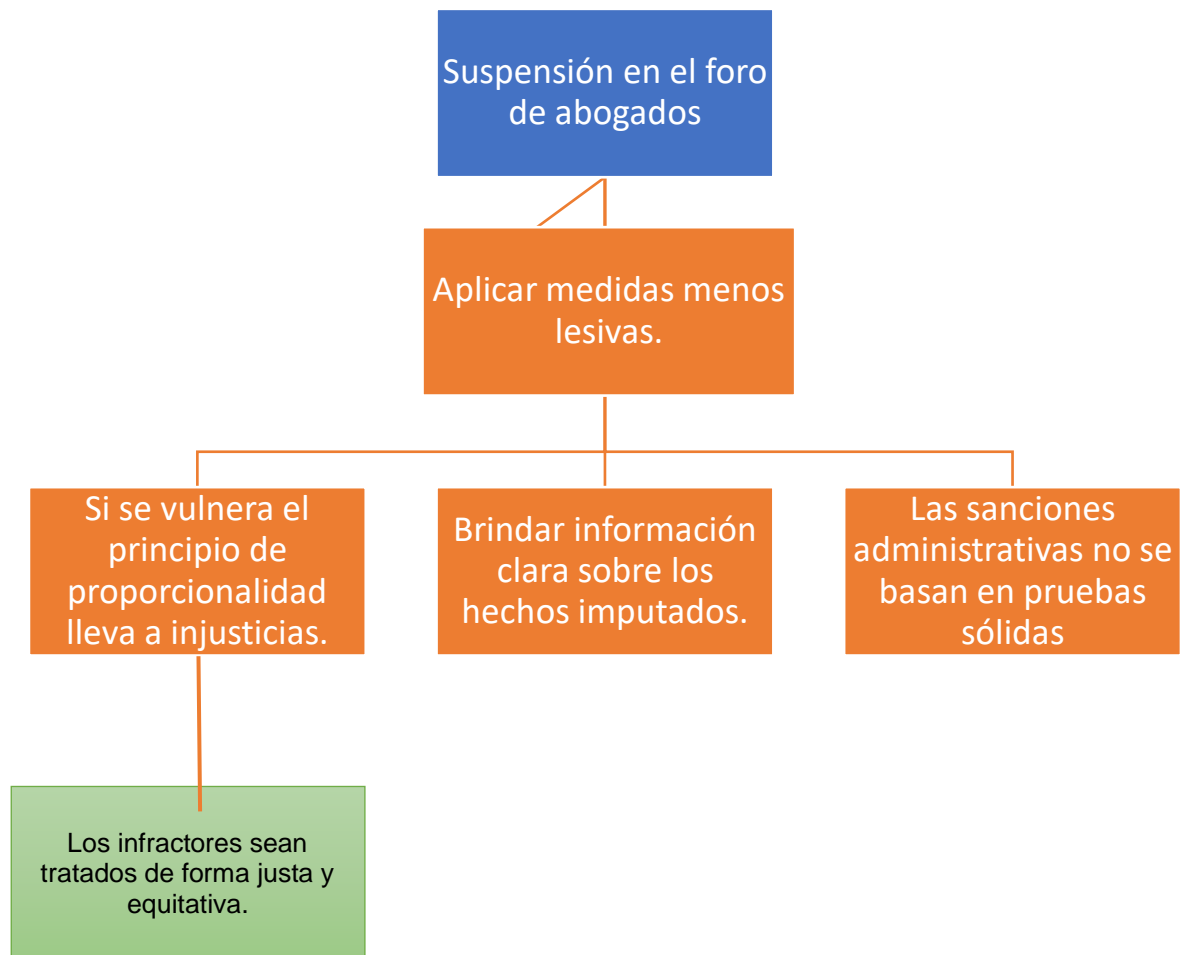 Suspensión en el foro
de abogados
Aplicar medidas menos
lesivas.
Si se vulnera el
principio de
proporcionalidad
lleva a injusticias.
Brindar información
clara sobre los
hechos imputados.
Las sanciones
administrativas no se
basan en pruebas
sólidas
Los infractores sean
tratados de forma justa y
equitativa.